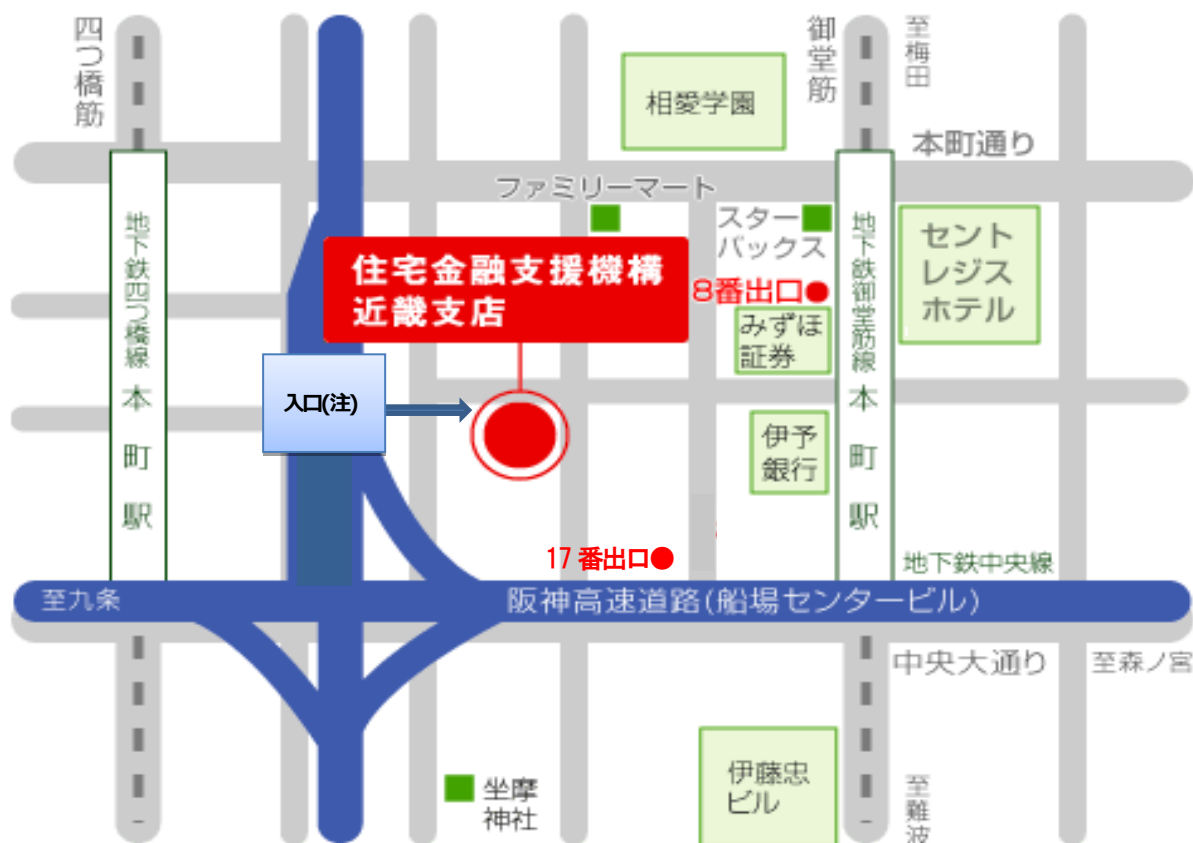 四つ橋筋
御堂筋
至梅田
相愛学園
本町通り
ファミリーマート
スター
バックス
セント
レジス
ホテル
地下鉄四つ橋線 本町駅
地下鉄御堂筋線 本町駅
住宅金融支援機構
近畿支店
8番出口●
みずほ
証券
入口(注)
伊予
銀行
17 番出口●
地下鉄中央線
至九条
阪神高速道路(船場センタービル)
中央大通り
至森ノ宮
伊藤忠
ビル
坐摩
神社
至難波